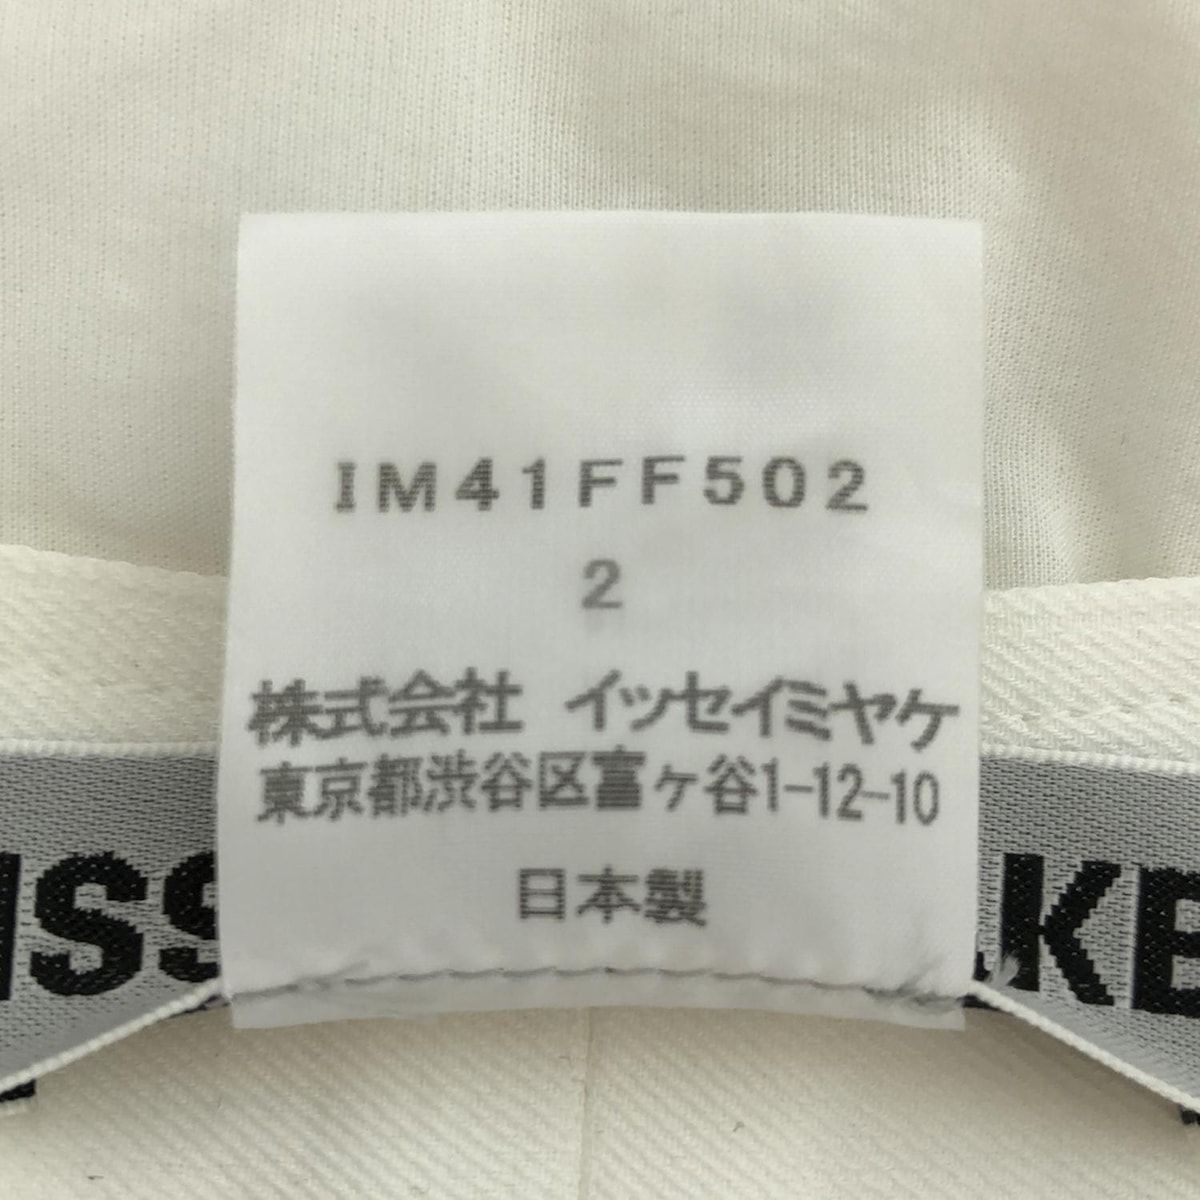 IM41FF502
2
株式会社 イッセイミヤケ
東京都渋谷区富ヶ谷1-12-10
日本製
ISS KE